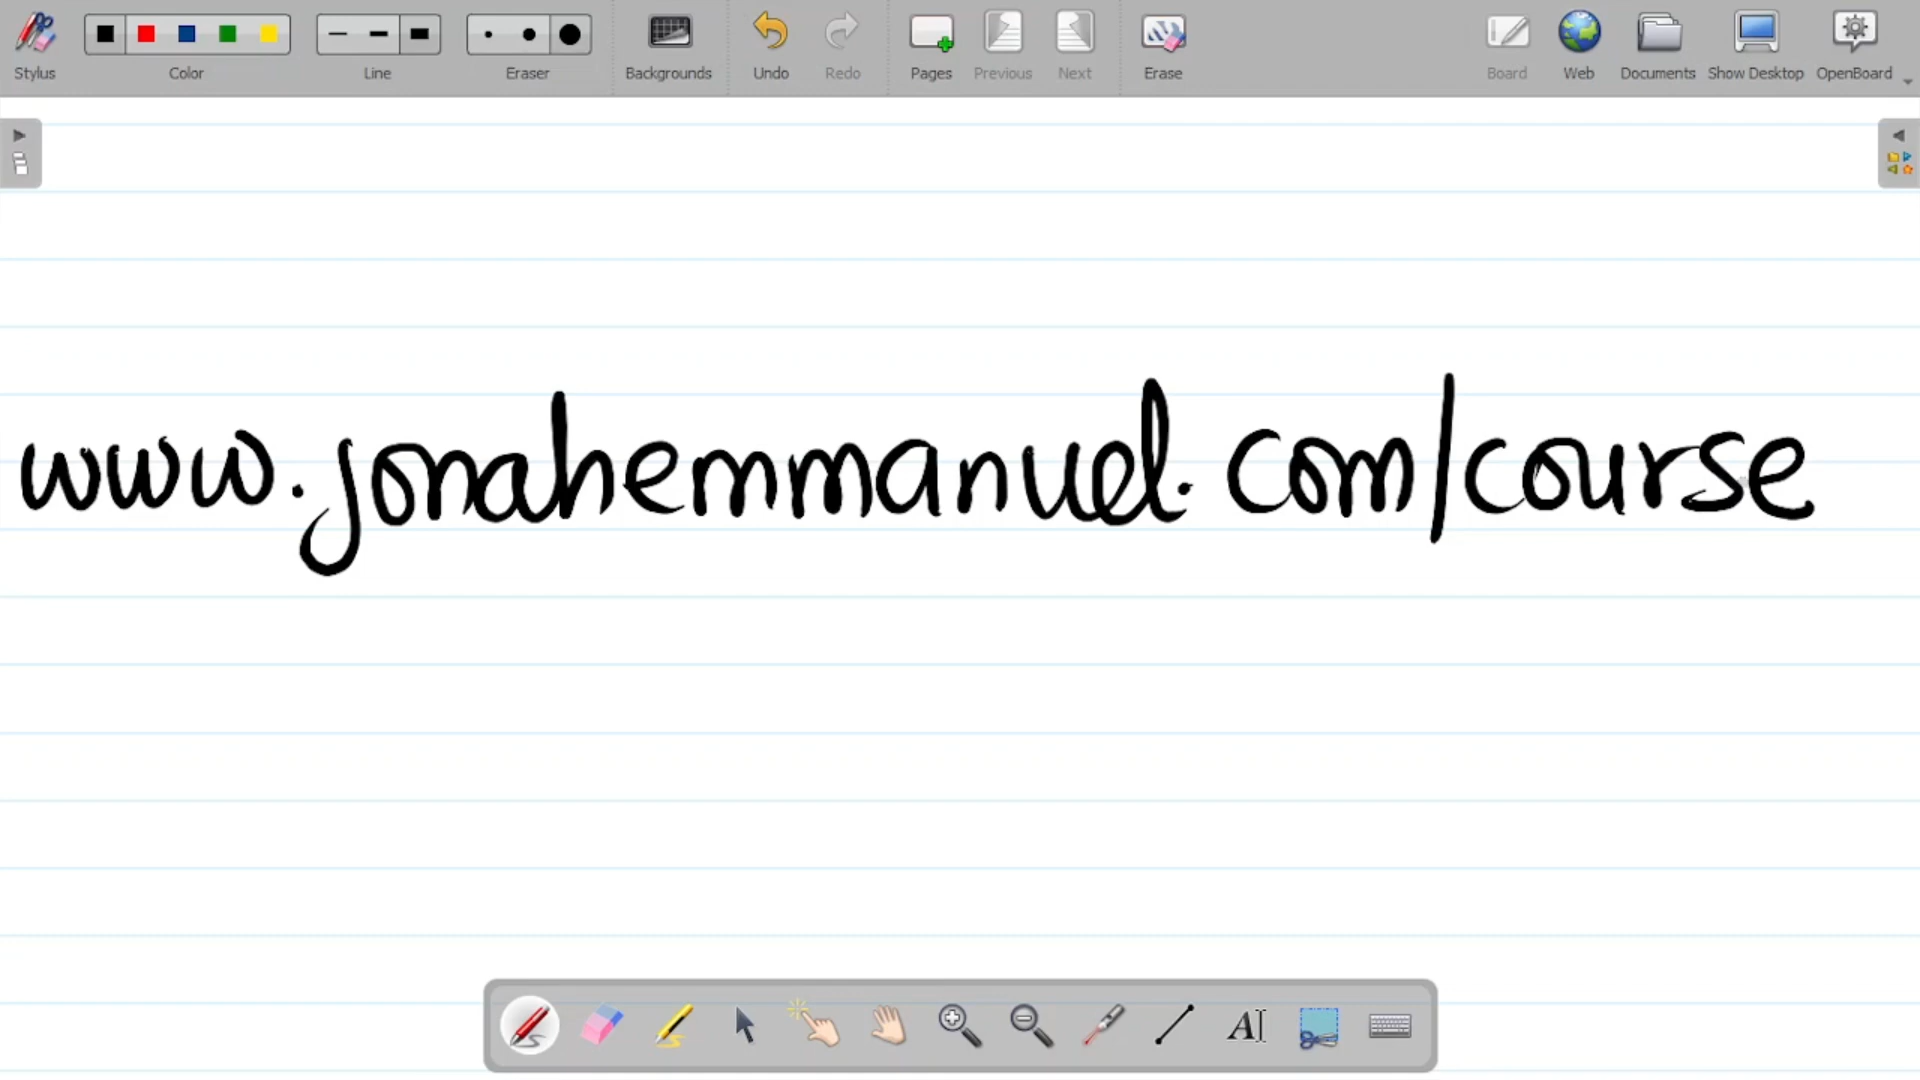 Stylus Color Line Eraser Backgrounds Undo Redo Pages Previous Next Erase Board Web Documents Show Desktop OpenBoard
www.jonahemmanuel.com/course